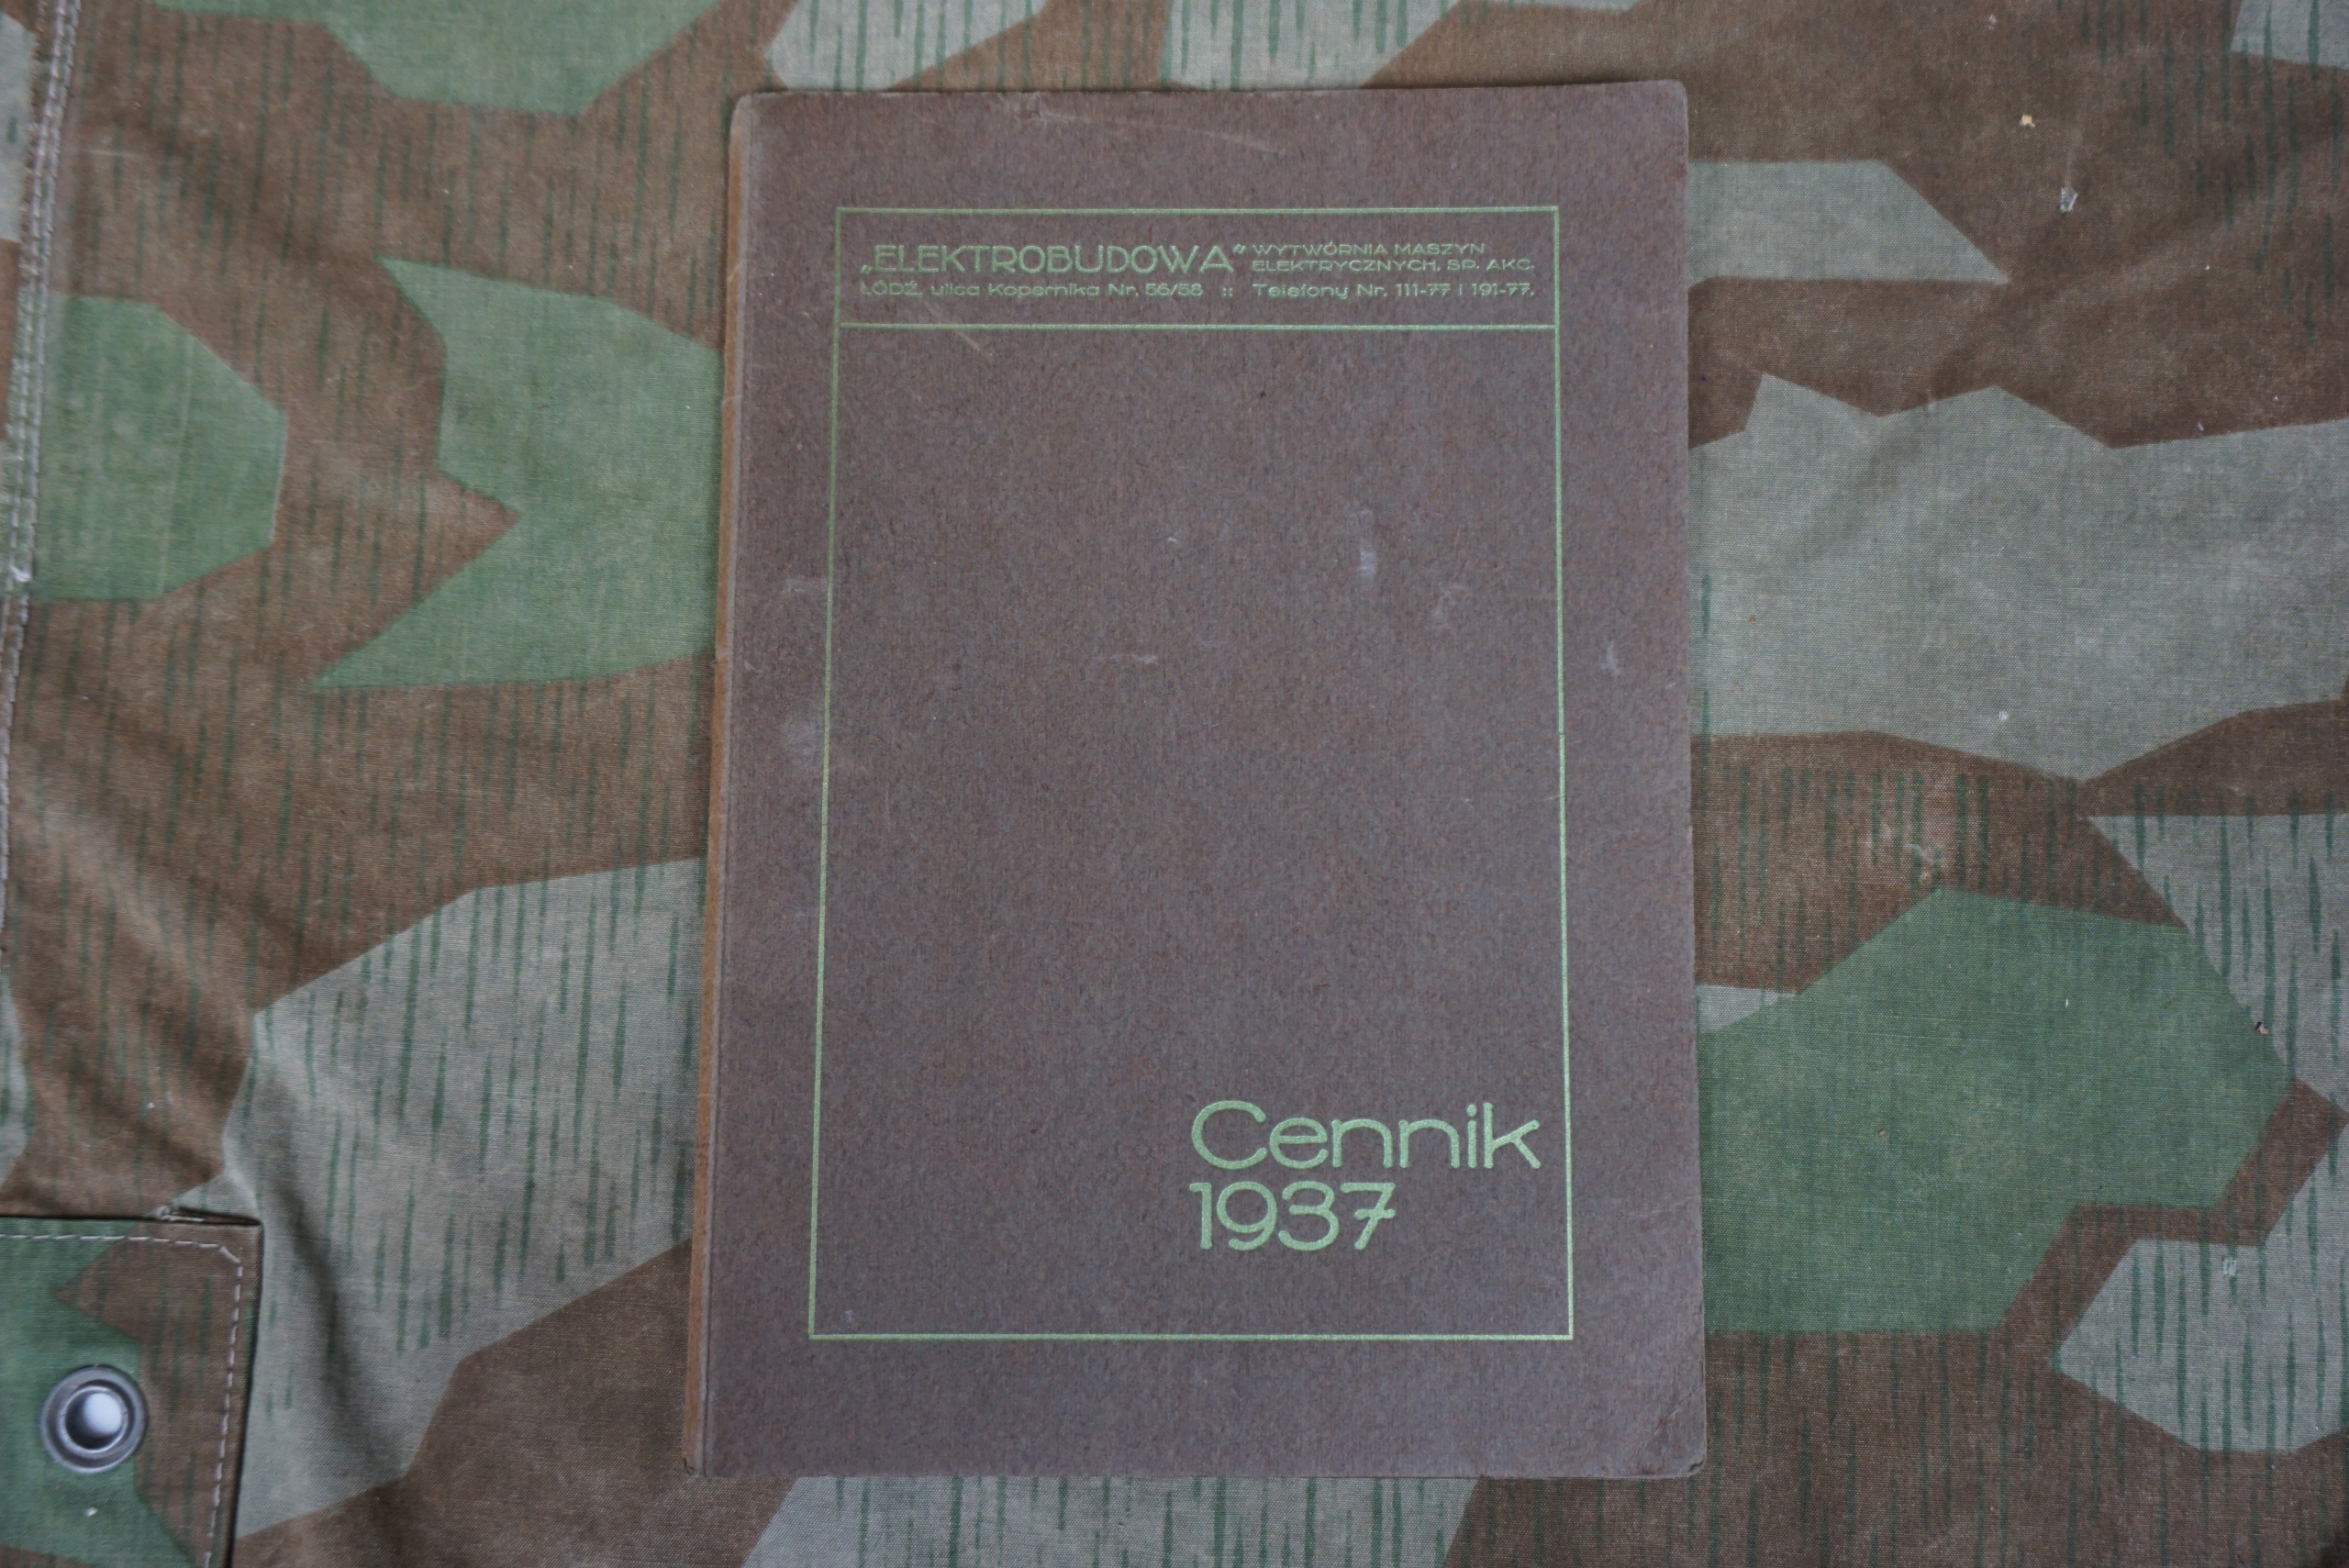 „ELEKTROBUDOWA” WYTWÓRNIA MASZYN
ELEKTRYCZNYCH, SP. AKC.
ŁÓDŹ, ulica Kopernika Nr. 56/58 :: Telefony Nr. 111-77 i 191-77.
Cennik
1937